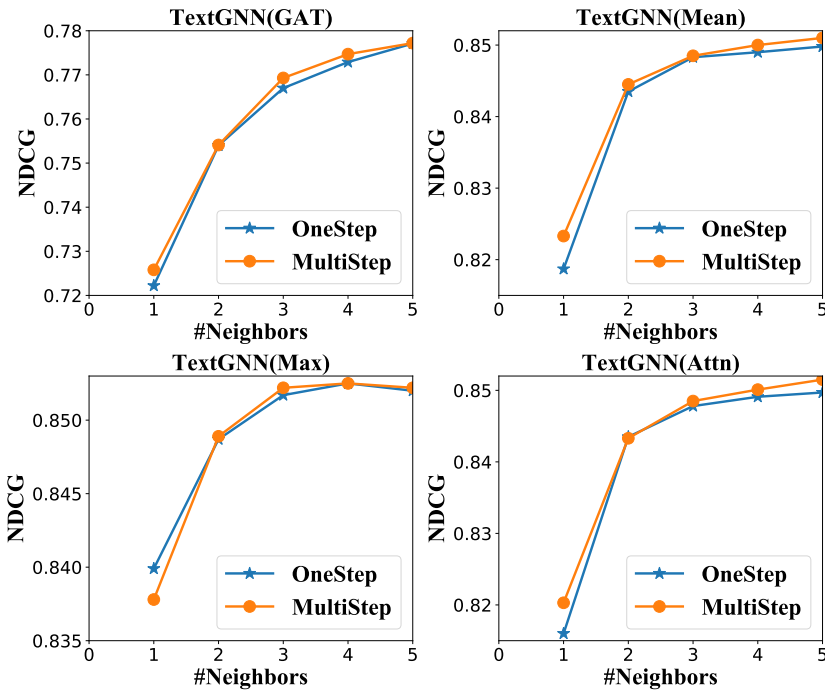 TextGNN(GAT)
0.78
0.77
0.76
0.75
0.74
0.73
0.72
NDCG
OneStep
MultiStep
0 1 2 3 4 5
#Neighbors
TextGNN(Mean)
0.85
0.84
0.83
0.82
NDCG
OneStep
MultiStep
0 1 2 3 4 5
#Neighbors
TextGNN(Max)
0.850
0.845
0.840
0.835
NDCG
OneStep
MultiStep
0 1 2 3 4 5
#Neighbors
TextGNN(Attn)
0.85
0.84
0.83
0.82
NDCG
OneStep
MultiStep
0 1 2 3 4 5
#Neighbors